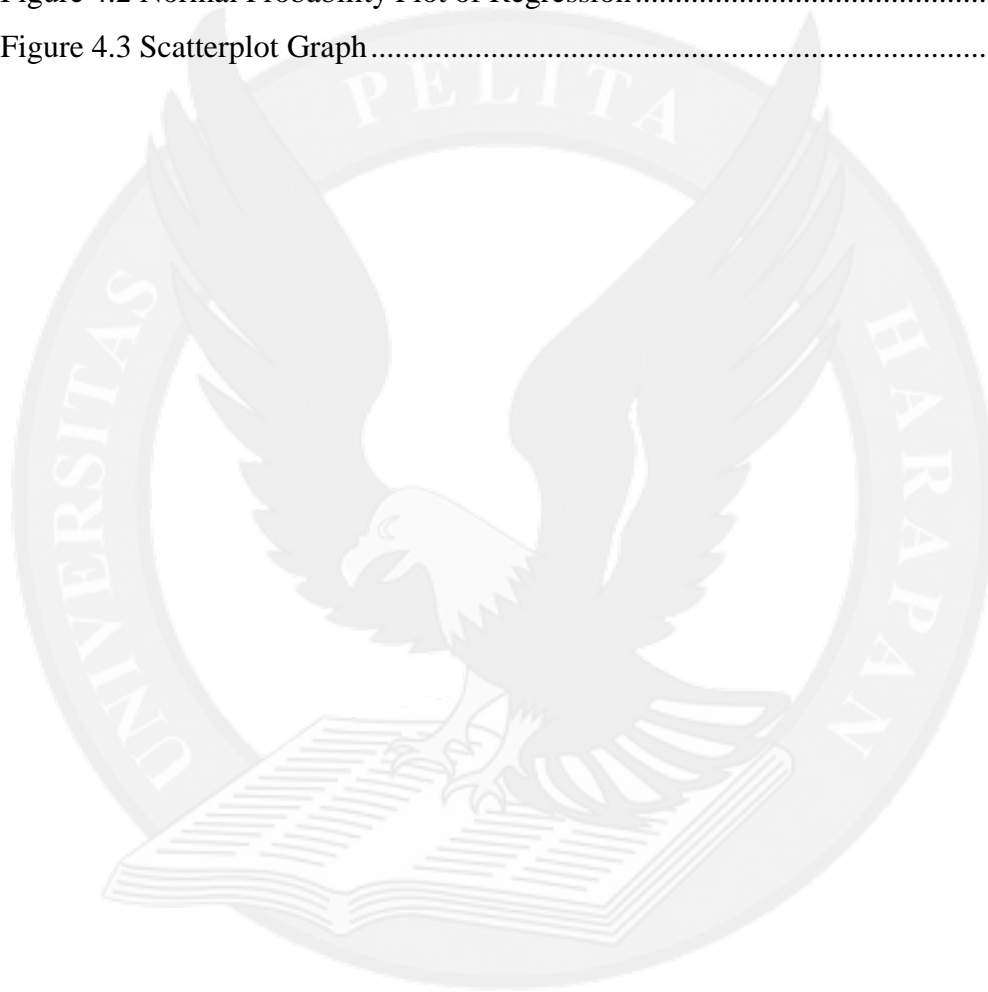 Figure 4.2 Normal Probability Plot of Regression........................................
Figure 4.3 Scatterplot Graph..............................................................................
UNIVERSITAS PELITA HARAPAN